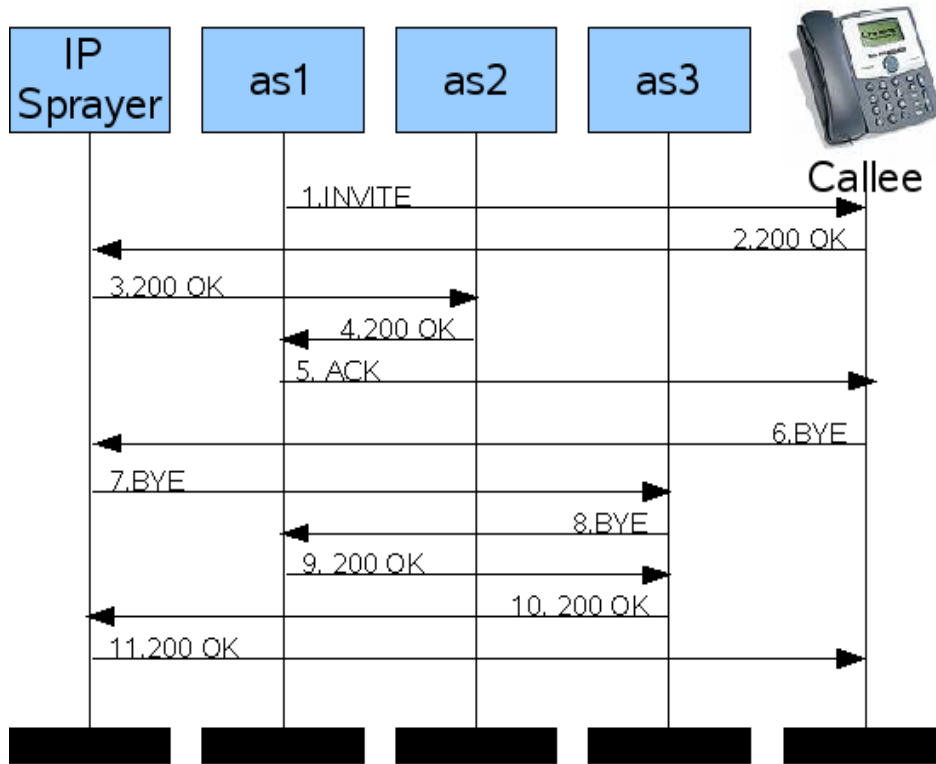 IP
Sprayer
as1
as2
as3
Callee
1.INVITE
2.200 OK
3.200 OK
4.200 OK
5. ACK
6.BYE
7.BYE
8.BYE
9. 200 OK
10. 200 OK
11.200 OK